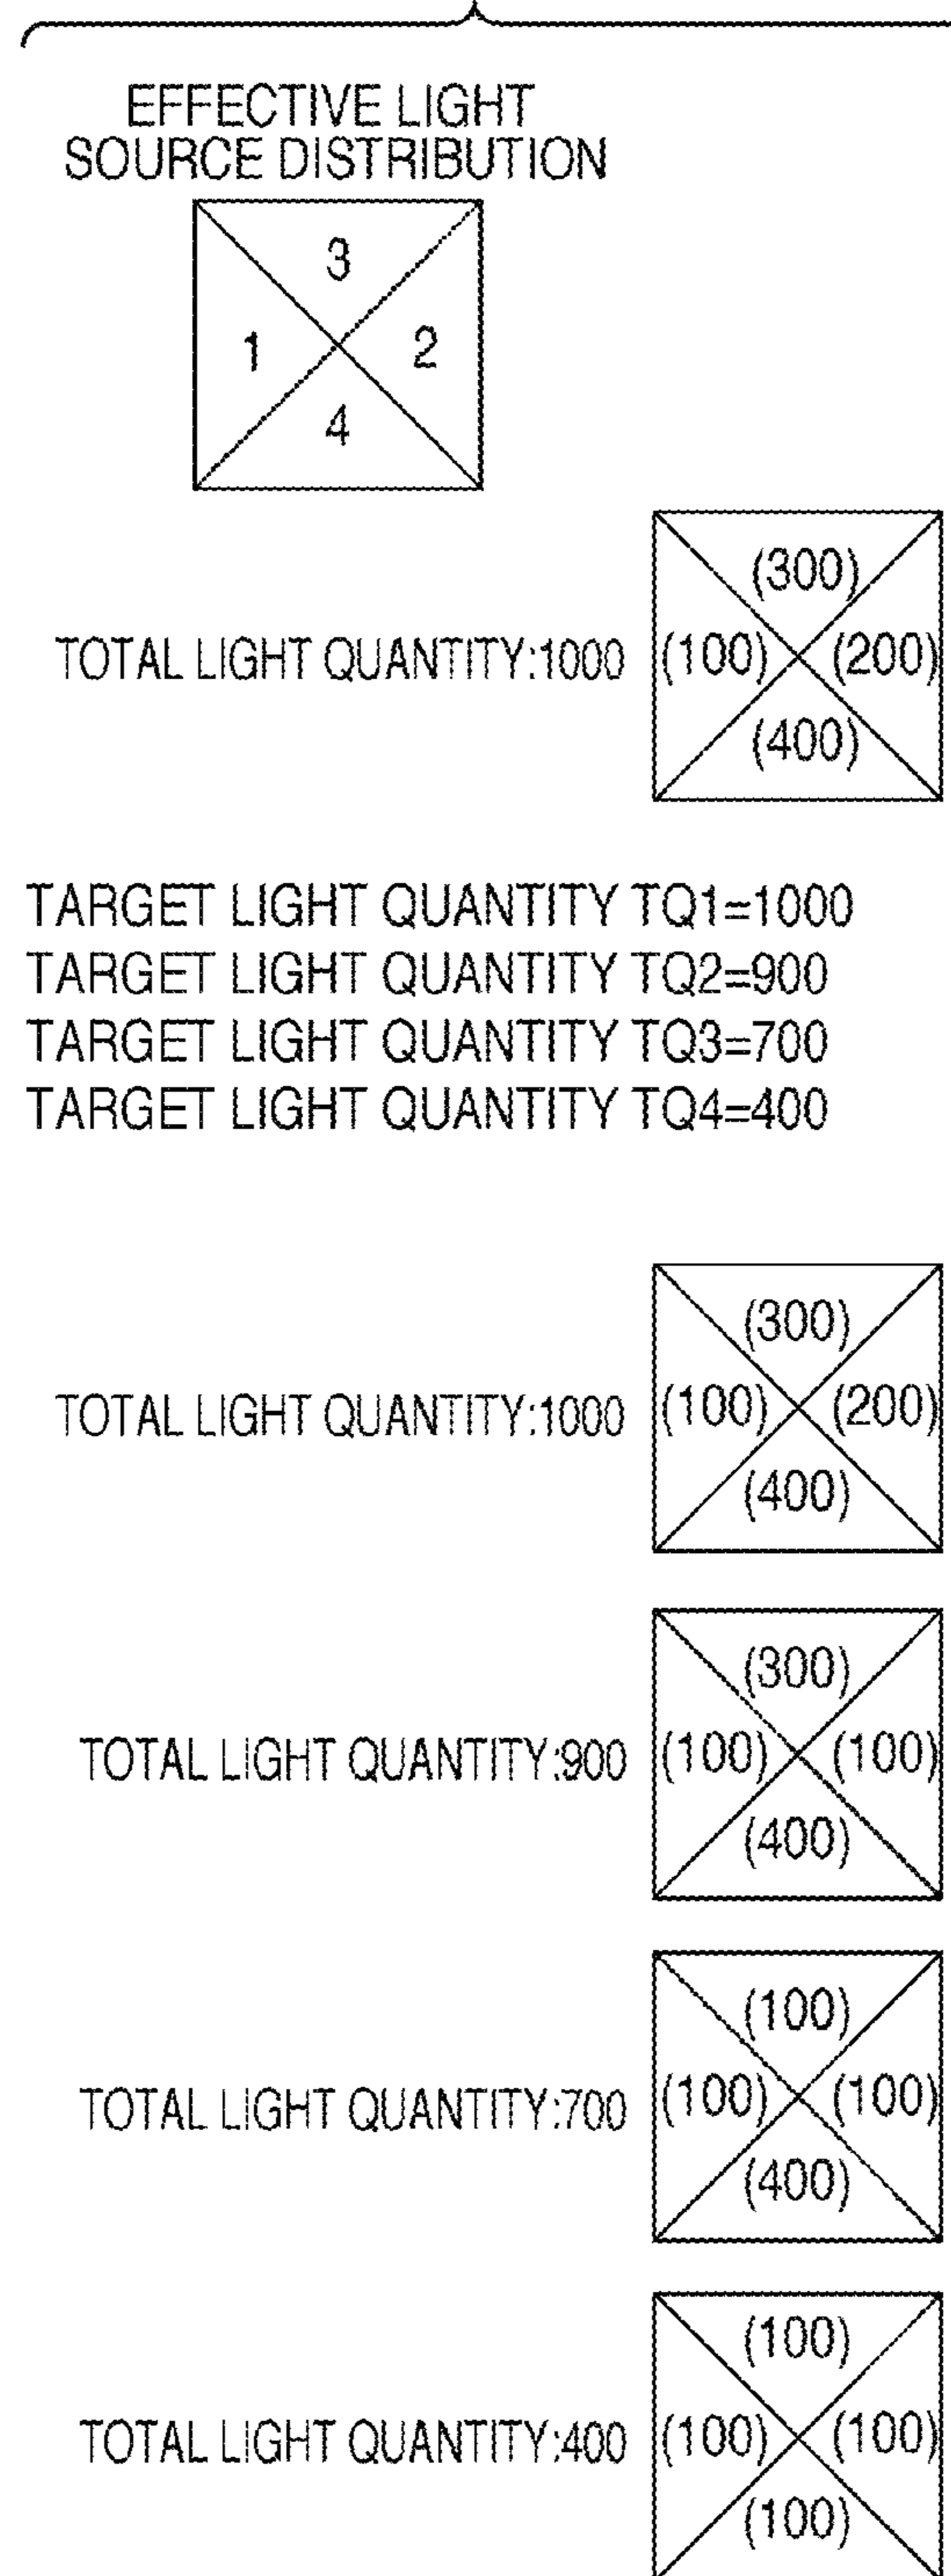 EFFECTIVE LIGHT
SOURCE DISTRIBUTION
3
1 2
4
(300)
TOTAL LIGHT QUANTITY:1000 (100) (200)
(400)
TARGET LIGHT QUANTITY TQ1=1000
TARGET LIGHT QUANTITY TQ2=900
TARGET LIGHT QUANTITY TQ3=700
TARGET LIGHT QUANTITY TQ4=400
(300)
TOTAL LIGHT QUANTITY:1000 (100) (200)
(400)
(300)
TOTAL LIGHT QUANTITY:900 (100) (100)
(400)
(100)
TOTAL LIGHT QUANTITY:700 (100) (100)
(400)
(100)
TOTAL LIGHT QUANTITY:400 (100) (100)
(100)